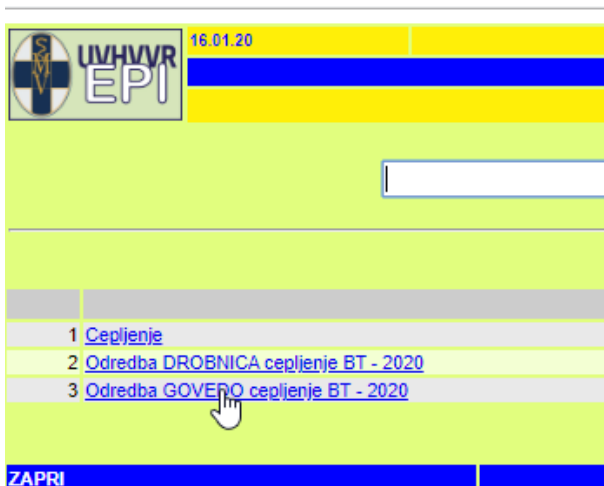 16.01.20
SMV
UVHVVR
EPI
1 Cepljenje
2 Odredba DROBNICA cepljenje BT - 2020
3 Odredba GOVEDO cepljenje BT - 2020
ZAPRI